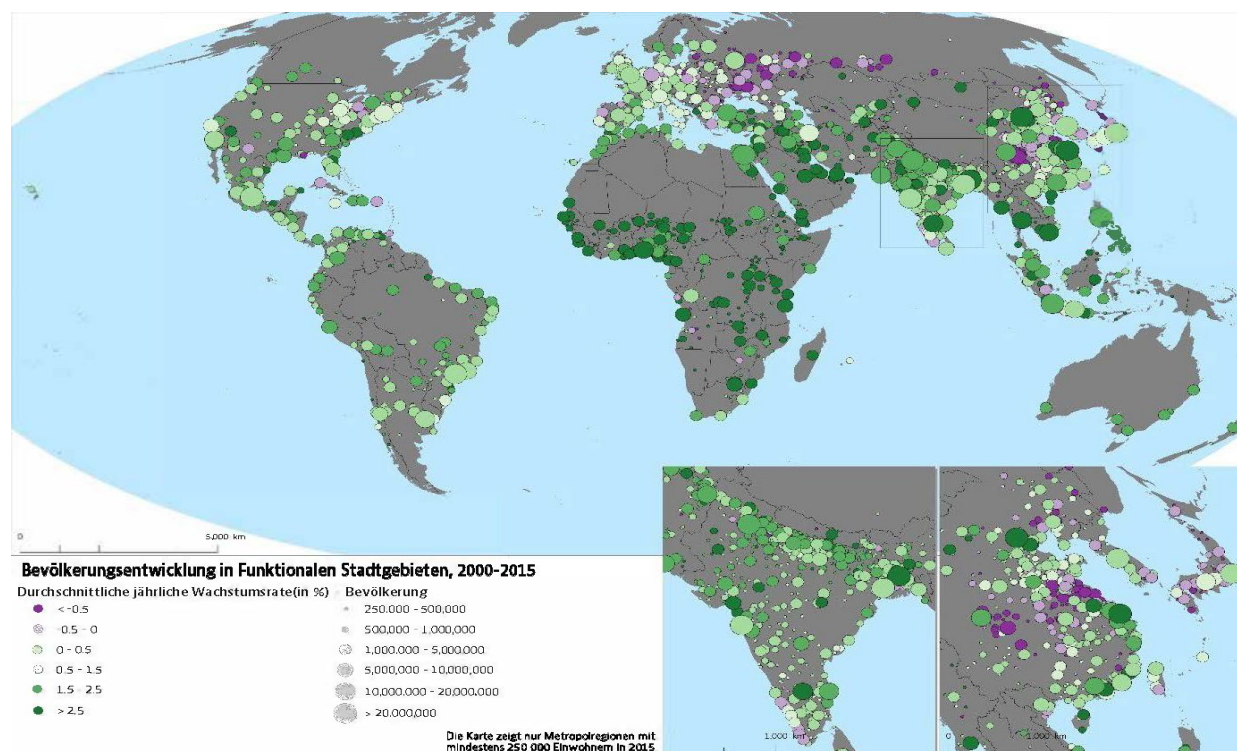 0
5,000 km
1,000 km
0
1,000 km
Bevölkerungsentwicklung in Funktionalen Stadtgebieten, 2000-2015
Durchschnittliche jährliche Wachstumsrate(in %)
< -0.5
-0.5 - 0
0 - 0.5
0.5 - 1.5
1.5 - 2.5
> 2.5
Bevölkerung
250.000 - 500,000
500,000 - 1,000,000
1,000.000 - 5,000,000
5,000,000 - 10,000,000
10,000.000 - 20,000,000
> 20,000,000
Die Karte zeigt nur Metropolregionen mit
mindestens 250 000 Einwohnern in 2015